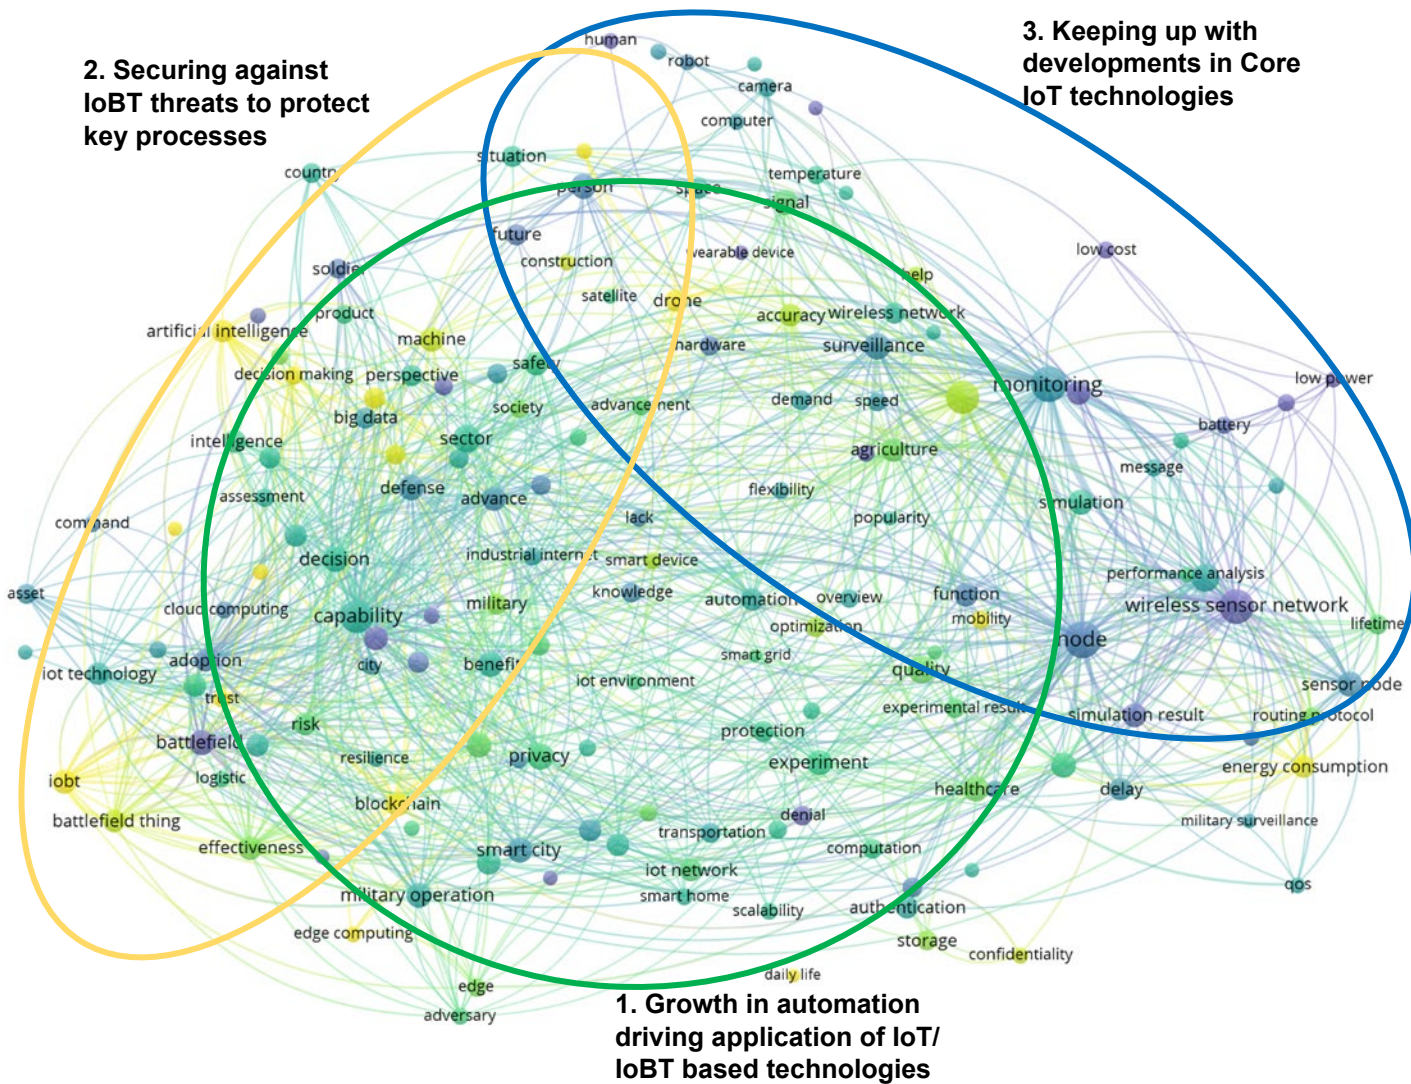 2. Securing against
IoBT threats to protect
key processes
3. Keeping up with
developments in Core
IoT technologies
human
robot
camera
computer
situation
country
person
space
temperature
signal
future
wearable device
low cost
soldier
construction
help
satellite
drone
product
accuracy
wireless network
artificial intelligence
machine
hardware
surveillance
safety
decision making
perspective
monitoring
low power
big data
society
advancement
demand
speed
battery
intelligence
sector
agriculture
message
assessment
defense
advance
flexibility
simulation
command
lack
popularity
decision
industrial internet
smart device
performance analysis
asset
cloud computing
capability
military
knowledge
automation
overview
function
wireless sensor network
optimization
mobility
lifetime
node
adoption
city
benefit
smart grid
iot technology
iot environment
quality
sensor node
trust
experimental result
simulation result
routing protocol
risk
protection
battlefield
resilience
privacy
experiment
energy consumption
iobt
logistic
healthcare
delay
blockchain
battlefield thing
denial
military surveillance
transportation
effectiveness
smart city
computation
iot network
qos
military operation
smart home
scalability
authentication
edge computing
storage
confidentiality
daily life
edge
adversary
1. Growth in automation
driving application of IoT/
IoBT based technologies